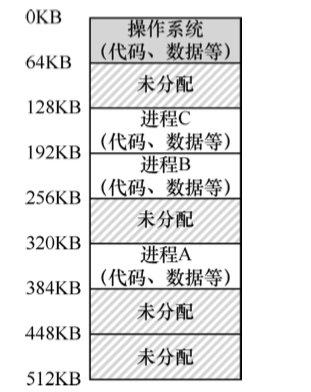 0KB
操作系统
(代码、数据等)
64KB
未分配
128KB
进程C
(代码、数据等)
192KB
进程B
(代码、数据等)
256KB
未分配
320KB
进程A
(代码、数据等)
384KB
未分配
448KB
未分配
512KB